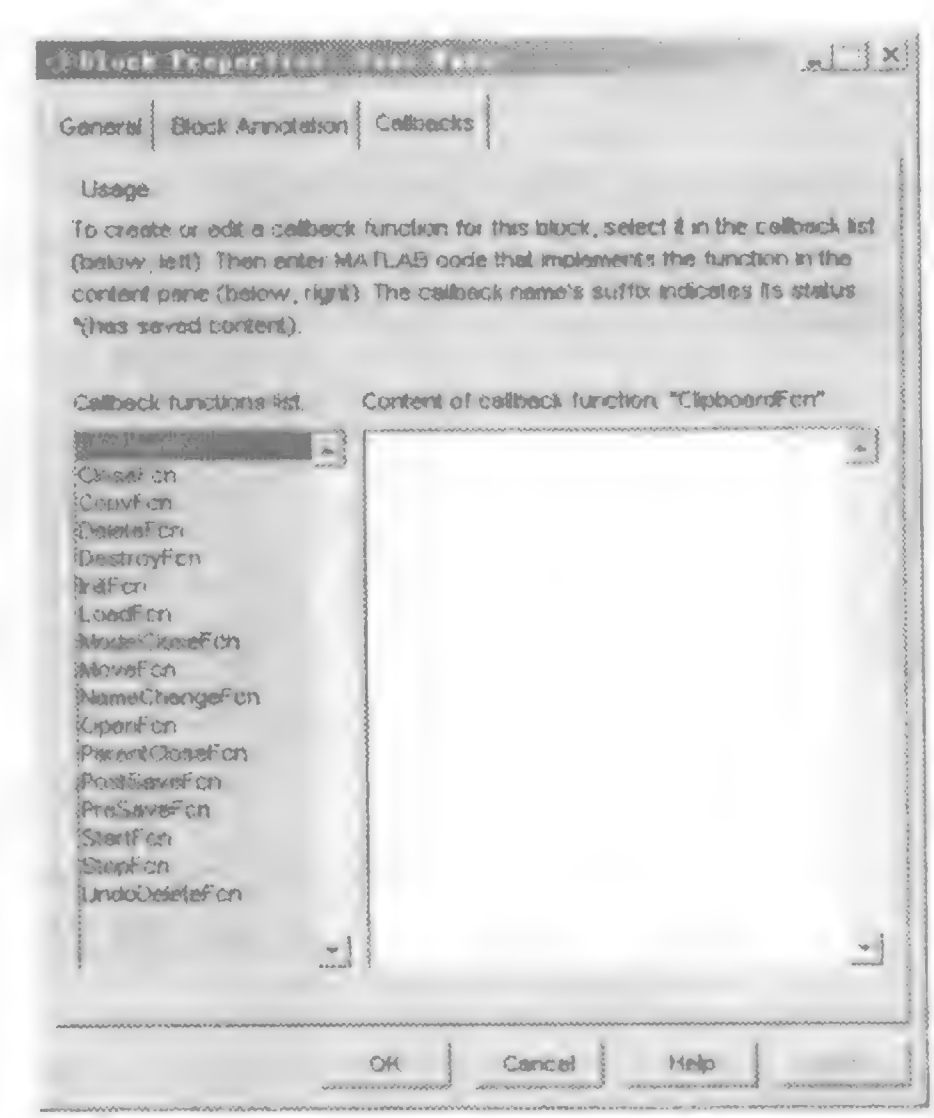 Block Properties:
General Block Annotation Callbacks
Usage
To create or edit a callback function for this block, select it in the callback list
(below, left). Then enter MATLAB code that implements the function in the
content pane (below, right). The callback name's suffix indicates its status
*(has saved content).
Callback functions list: Content of callback function: "ClipboardFcn"
CloseFcn
CopyFcn
DeleteFcn
DestroyFcn
InitFcn
LoadFcn
ModelCloseFcn
MoveFcn
NameChangeFcn
OpenFcn
ParentCloseFcn
PostSaveFcn
PreSaveFcn
StartFcn
StopFcn
UndoDeleteFcn
OK Cancel Help